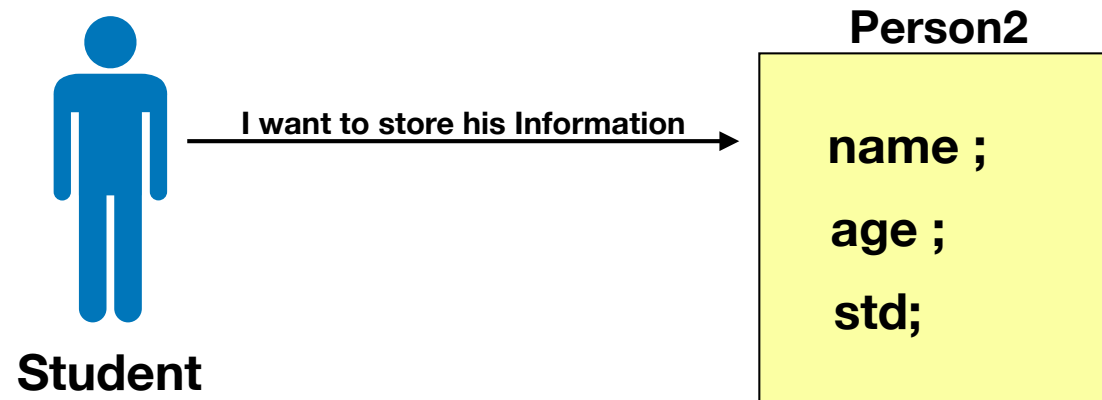 Person2
I want to store his Information
name ;
age ;
std;
Student